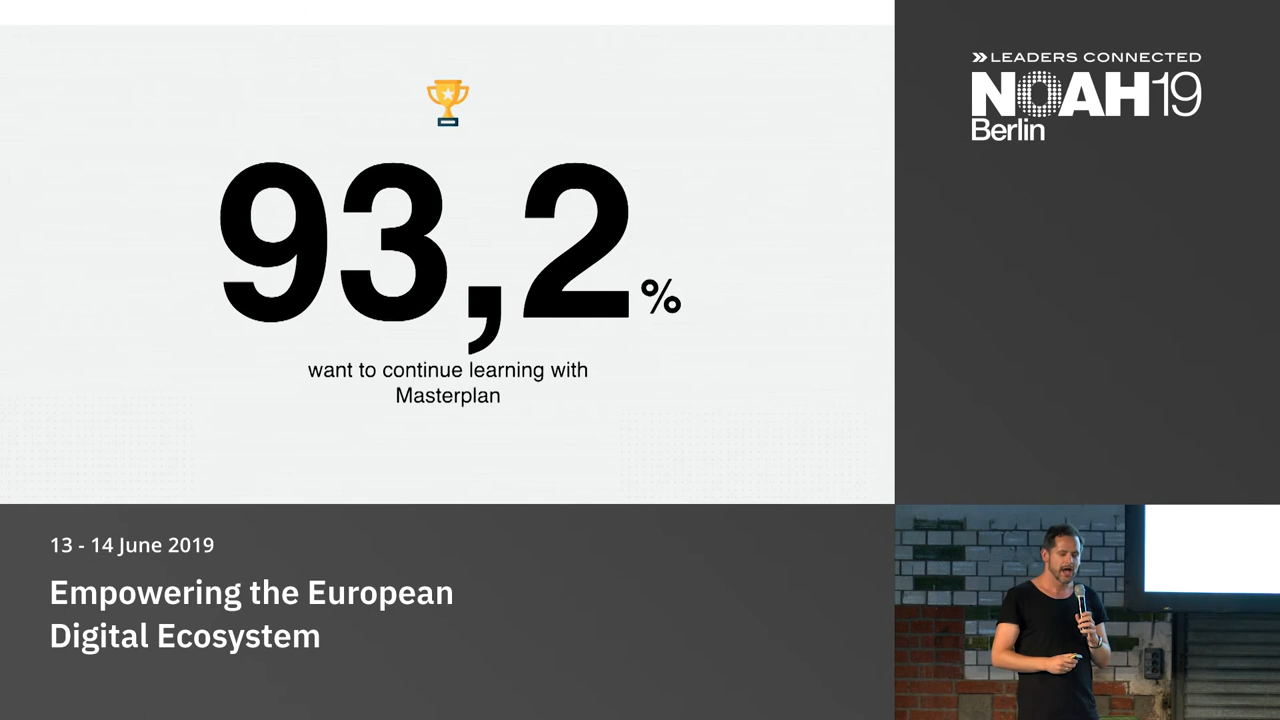 93,2%
want to continue learning with
Masterplan
LEADERS CONNECTED
NOAH19
Berlin
13 - 14 June 2019
Empowering the European
Digital Ecosystem